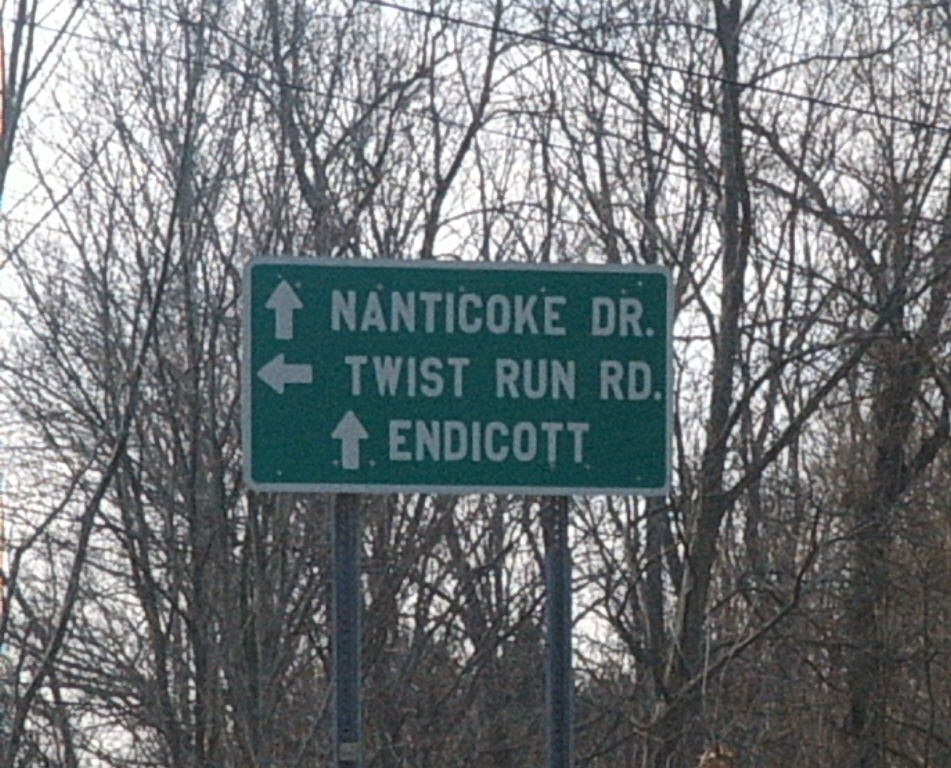 NANTICOKE DR.
TWIST RUN RD.
ENDICOTT